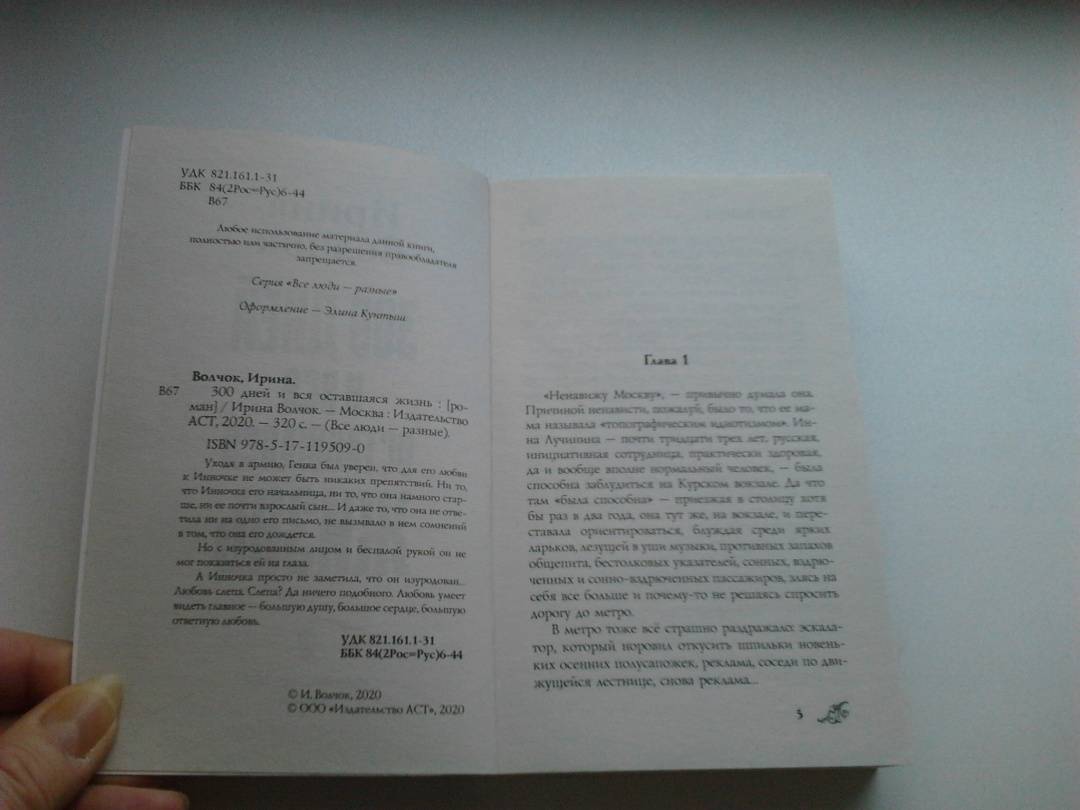 УДК 821.161.1-31
ББК 84(2Рос=Рус)6-44
В67
Любое использование материала данной книги,
полностью или частично, без разрешения правообладателя
запрещается.
Серия «Все люди — разные»
Оформление — Элина Кунтыш
Волчок, Ирина.
В67 300 дней и вся оставшаяся жизнь : [ро-
ман] / Ирина Волчок. — Москва : Издательство
АСТ, 2020. — 320 с. — (Все люди — разные).
ISBN 978-5-17-119509-0
Уходя в армию, Генка был уверен, что для его любви
к Инночке не может быть никаких препятствий. Ни то,
что Инночка его начальница, ни то, что она намного стар-
ше, ни ее почти взрослый сын... И даже то, что она не отве-
тила ни на одно его письмо, не вызвало в нем сомнений
в том, что она его дождется.
Но с изуродованным лицом и беспалой рукой он не
мог показаться ей на глаза.
А Инночка просто не заметила, что он изуродован...
Любовь слепа. Слепа? Да ничего подобного. Любовь умеет
видеть главное — большую душу, большое сердце, большую
ответную любовь.
УДК 821.161.1-31
ББК 84(2Рос=Рус)6-44
© И. Волчок, 2020
© ООО «Издательство АСТ», 2020
Глава 1
«Ненавижу Москву», — привычно думала она.
Причиной ненависти, пожалуй, было то, что ее ма-
ма называла «топографическим идиотизмом». Ин-
на Лучинина — почти тридцати трех лет, русская,
инициативная сотрудница, практически здоровая,
да и вообще вполне нормальный человек, — была
способна заблудиться на Курском вокзале. Да что
там «была способна» — приезжая в столицу хотя
бы раз в два года, она тут же, на вокзале, и пере-
ставала ориентироваться, блуждая среди ярких
ларьков, лезущей в уши музыки, противных запахов
общепита, бестолковых указателей, сонных, вздрю-
ченных и сонно-вздрюченных пассажиров, злясь на
себя все больше и почему-то не решаясь спросить
дорогу до метро.
В метро тоже всё страшно раздражало: эскала-
тор, который норовил откусить шпильки новень-
ких осенних полусапожек, реклама, соседи по дви-
жущейся лестнице, снова реклама...
3